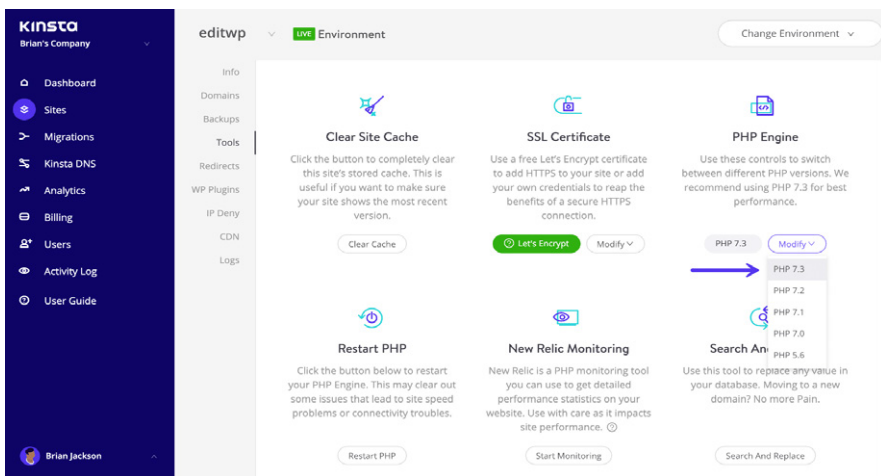 KINSTA
Brian's Company
Dashboard
Sites
Migrations
Kinsta DNS
Analytics
Billing
Users
Activity Log
User Guide
Brian Jackson
editwp
LIVE Environment
Change Environment
Info
Domains
Backups
Tools
Redirects
WP Plugins
IP Deny
CDN
Logs
Clear Site Cache
Click the button to completely clear
this site's stored cache. This is
useful if you want to make sure
your site shows the most recent
version.
Clear Cache
SSL Certificate
Use a free Let's Encrypt certificate
to add HTTPS to your site or add
your own credentials to reap the
benefits of a secure HTTPS
connection.
Let's Encrypt
Modify
PHP Engine
Use these controls to switch
between different PHP versions. We
recommend using PHP 7.3 for best
performance.
PHP 7.3
Modify
PHP 7.3
PHP 7.2
PHP 7.1
PHP 7.0
PHP 5.6
Restart PHP
Click the button below to restart
your PHP Engine. This may clear out
some issues that lead to site speed
problems or connectivity troubles.
Restart PHP
New Relic Monitoring
New Relic is a PHP monitoring tool
you can use to get detailed
performance statistics on your
website. Use with care as it impacts
site performance.
Start Monitoring
Search An
Use this tool to replace any value in
your database. Moving to a new
domain? No more Pain.
Search And Replace